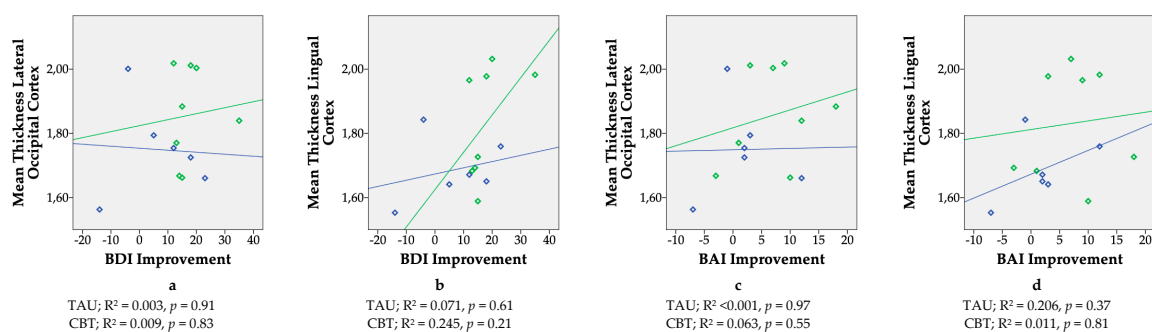 Mean Thickness Lateral
Occipital Cortex
2,00
1,80
1,60
-20 -10 0 10 20 30 40
BDI Improvement
a
TAU; R² = 0.003, p = 0.91
CBT; R² = 0.009, p = 0.83
Mean Thickness Lingual
Cortex
2,00
1,80
1,60
-20 -10 0 10 20 30 40
BDI Improvement
b
TAU; R² = 0.071, p = 0.61
CBT; R² = 0.245, p = 0.21
Mean Thickness Lateral
Occipital Cortex
2,00
1,80
1,60
-10 -5 0 5 10 15 20
BAI Improvement
c
TAU; R² <0.001, p = 0.97
CBT; R² = 0.063, p = 0.55
Mean Thickness Lingual
Cortex
2,00
1,80
1,60
-10 -5 0 5 10 15 20
BAI Improvement
d
TAU; R² = 0.206, p = 0.37
CBT; R² = 0.011, p = 0.81